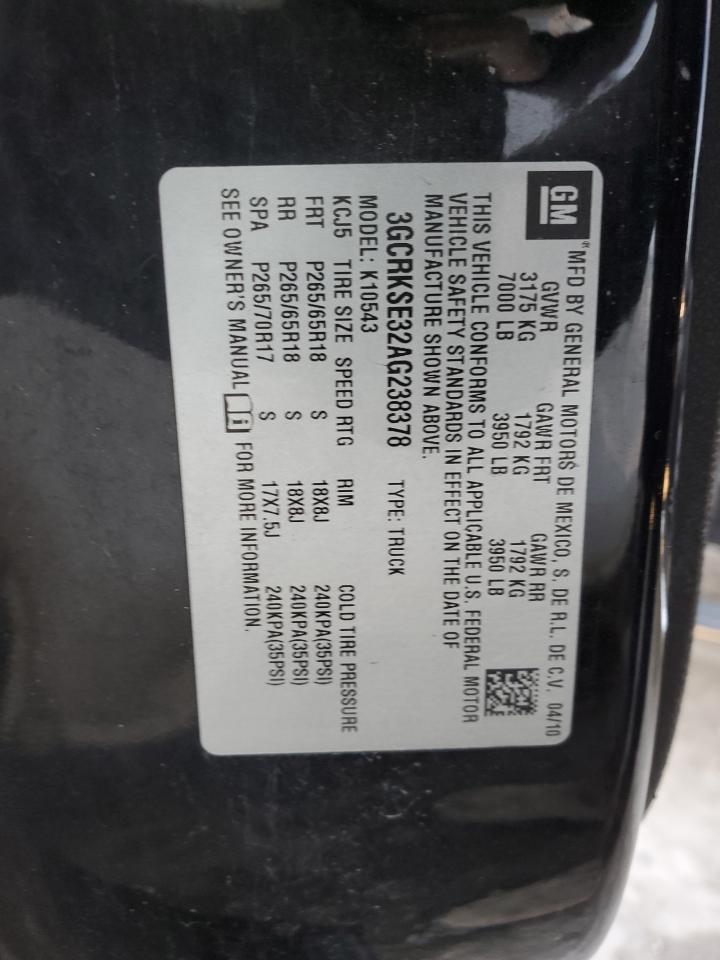 GM® MFD BY GENERAL MOTORS DE MEXICO, S. DE R.L. DE C.V. 04/10
GVWR GAWR FRT GAWR RR
3175 KG 1792 KG 1792 KG
7000 LB 3950 LB 3950 LB
THIS VEHICLE CONFORMS TO ALL APPLICABLE U.S. FEDERAL MOTOR
VEHICLE SAFETY STANDARDS IN EFFECT ON THE DATE OF
MANUFACTURE SHOWN ABOVE.
3GCRKSE32AG238378 TYPE: TRUCK
MODEL: K10543
KCJ5 TIRE SIZE SPEED RTG RIM COLD TIRE PRESSURE
FRT P265/65R18 S 18X8J 240KPA(35PSI)
RR P265/65R18 S 18X8J 240KPA(35PSI)
SPA P265/70R17 S 17X7.5J 240KPA(35PSI)
SEE OWNER'S MANUAL FOR MORE INFORMATION.